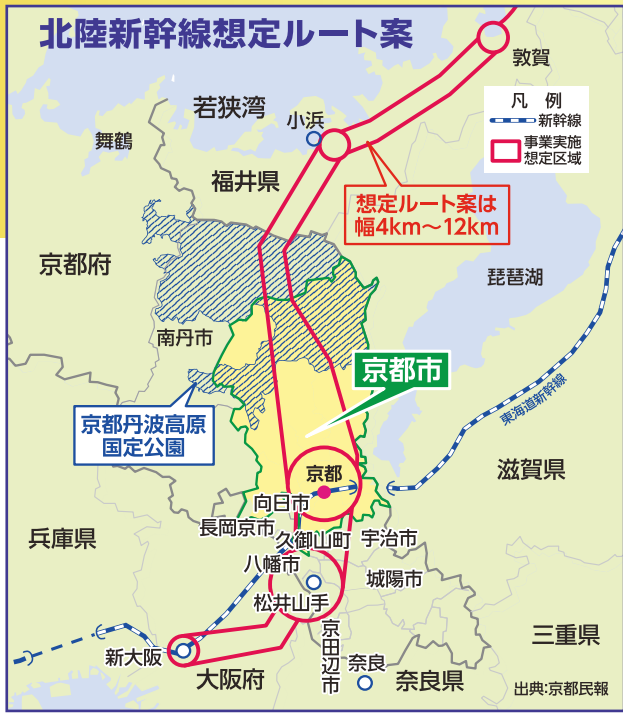 北陸新幹線想定ルート案
敦賀
凡 例
新幹線
事業実施
想定区域
若狭湾
小浜
舞鶴
福井県
想定ルート案は
幅4km～12km
京都府
琵琶湖
南丹市
京都市
京都丹波高原
国定公園
東海道新幹線
滋賀県
京都
向日市
長岡京市
久御山町
宇治市
兵庫県
八幡市
城陽市
松井山手
京田辺市
三重県
新大阪
大阪府
奈良
奈良県
出典:京都民報